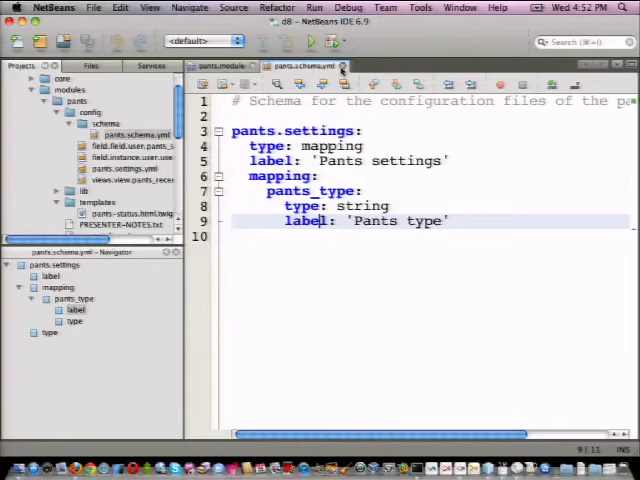 NetBeans File Edit View Navigate Source Refactor Run Debug Team Tools Window Help Wed 4:52 PM
d8 - NetBeans IDE 6.9
<default> Search (⌘+I)
Projects Files Services pants.module pants.schema.yml
core
modules
pants
config
schema
pants.schema.yml
field.field.user.pants_s
field.instance.user.use
pants.settings.yml
views.view.pants_recen
lib
templates
pants-status.html.twig
PRESENTER-NOTES.txt
1 # Schema for the configuration files of the pa
2
3 pants.settings:
4 type: mapping
5 label: 'Pants settings'
6 mapping:
7 pants_type:
8 type: string
9 label: 'Pants type'
10
pants.schema.yml - Navigator
pants.settings
label
mapping
pants_type
label
type
type
9 | 11 INS